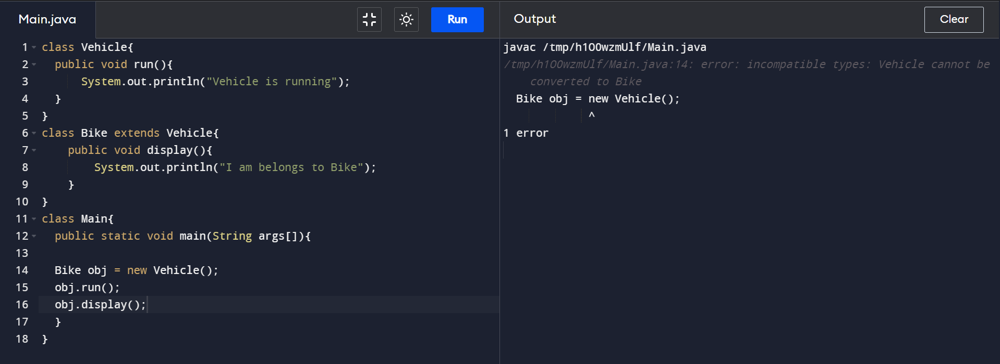 Main.java
Run
1 class Vehicle{
2 public void run(){
3 System.out.println("Vehicle is running");
4 }
5 }
6 class Bike extends Vehicle{
7 public void display(){
8 System.out.println("I am belongs to Bike");
9 }
10 }
11 class Main{
12 public static void main(String args[]){
13
14 Bike obj = new Vehicle();
15 obj.run();
16 obj.display();
17 }
18 }
Output
Clear
javac /tmp/h1OOwzmUlf/Main.java
/tmp/h1OOwzmUlf/Main.java:14: error: incompatible types: Vehicle cannot be
converted to Bike
Bike obj = new Vehicle();
^
1 error